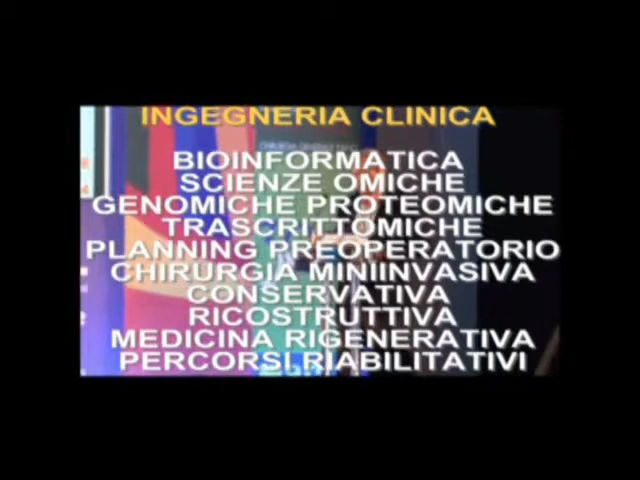 INGEGNERIA CLINICA
BIOINFORMATICA
SCIENZE OMICHE
GENOMICHE PROTEOMICHE
TRASCRITTOMICHE
PLANNING PREOPERATORIO
CHIRURGIA MINIINVASIVA
CONSERVATIVA
RICOSTRUTTIVA
MEDICINA RIGENERATIVA
PERCORSI RIABILITATIVI